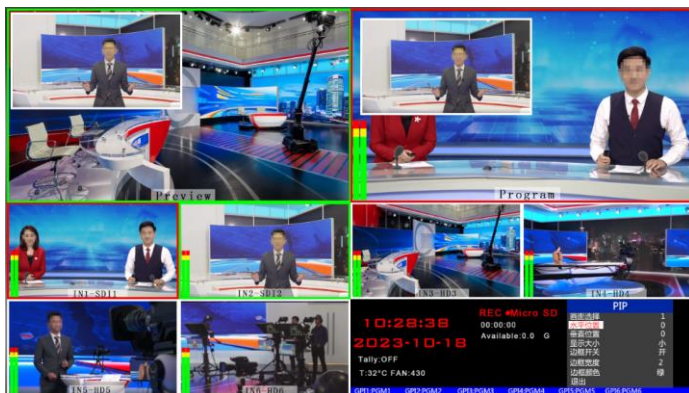 Preview
Program
IN1-SDI1
IN2-SDI2
IN3-HD3
IN4-HD4
IN5-HD5
IN6-HD6
10:28:38
2023-10-18
Tally:OFF
T:32°C FAN:430
REC ●Micro SD
00:00:00
Available:0.0 G
PIP
画面选择 1
水平位置 0
垂直位置 0
显示大小 小
边框开关 开
边框宽度 2
边框颜色
退出
GPI1:PGM1 GPI2:PGM2 GPI3:PGM3 GPI4:PGM4 GPI5:PGM5 GPI6:PGM6